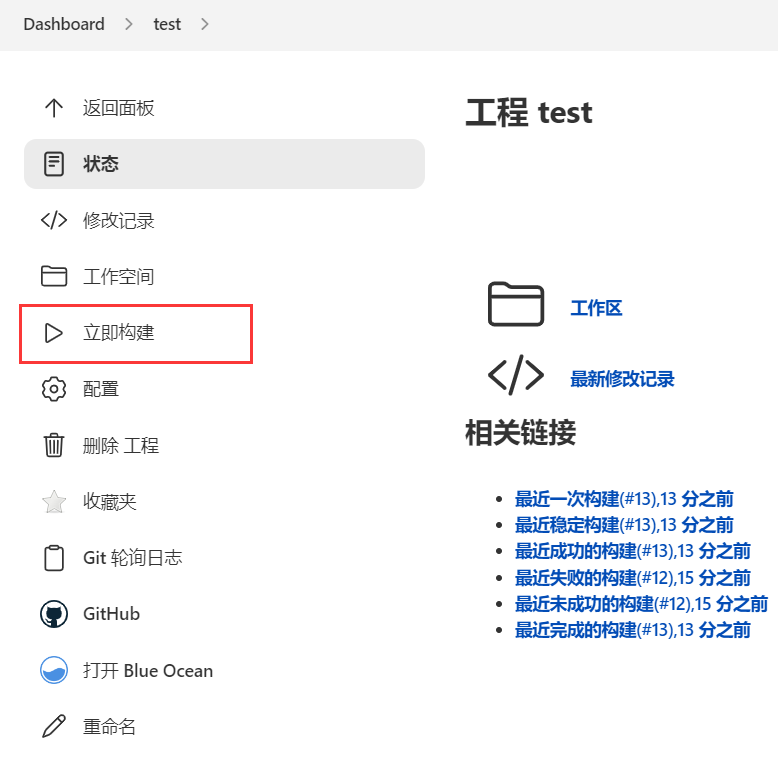 Dashboard > test >
返回面板
状态
修改记录
工作空间
立即构建
配置
删除 工程
收藏夹
Git 轮询日志
GitHub
打开 Blue Ocean
重命名
工程 test
工作区
最新修改记录
相关链接
最近一次构建(#13),13 分之前
最近稳定构建(#13),13 分之前
最近成功的构建(#13),13 分之前
最近失败的构建(#12),15 分之前
最近未成功的构建(#12),15 分之前
最近完成的构建(#13),13 分之前